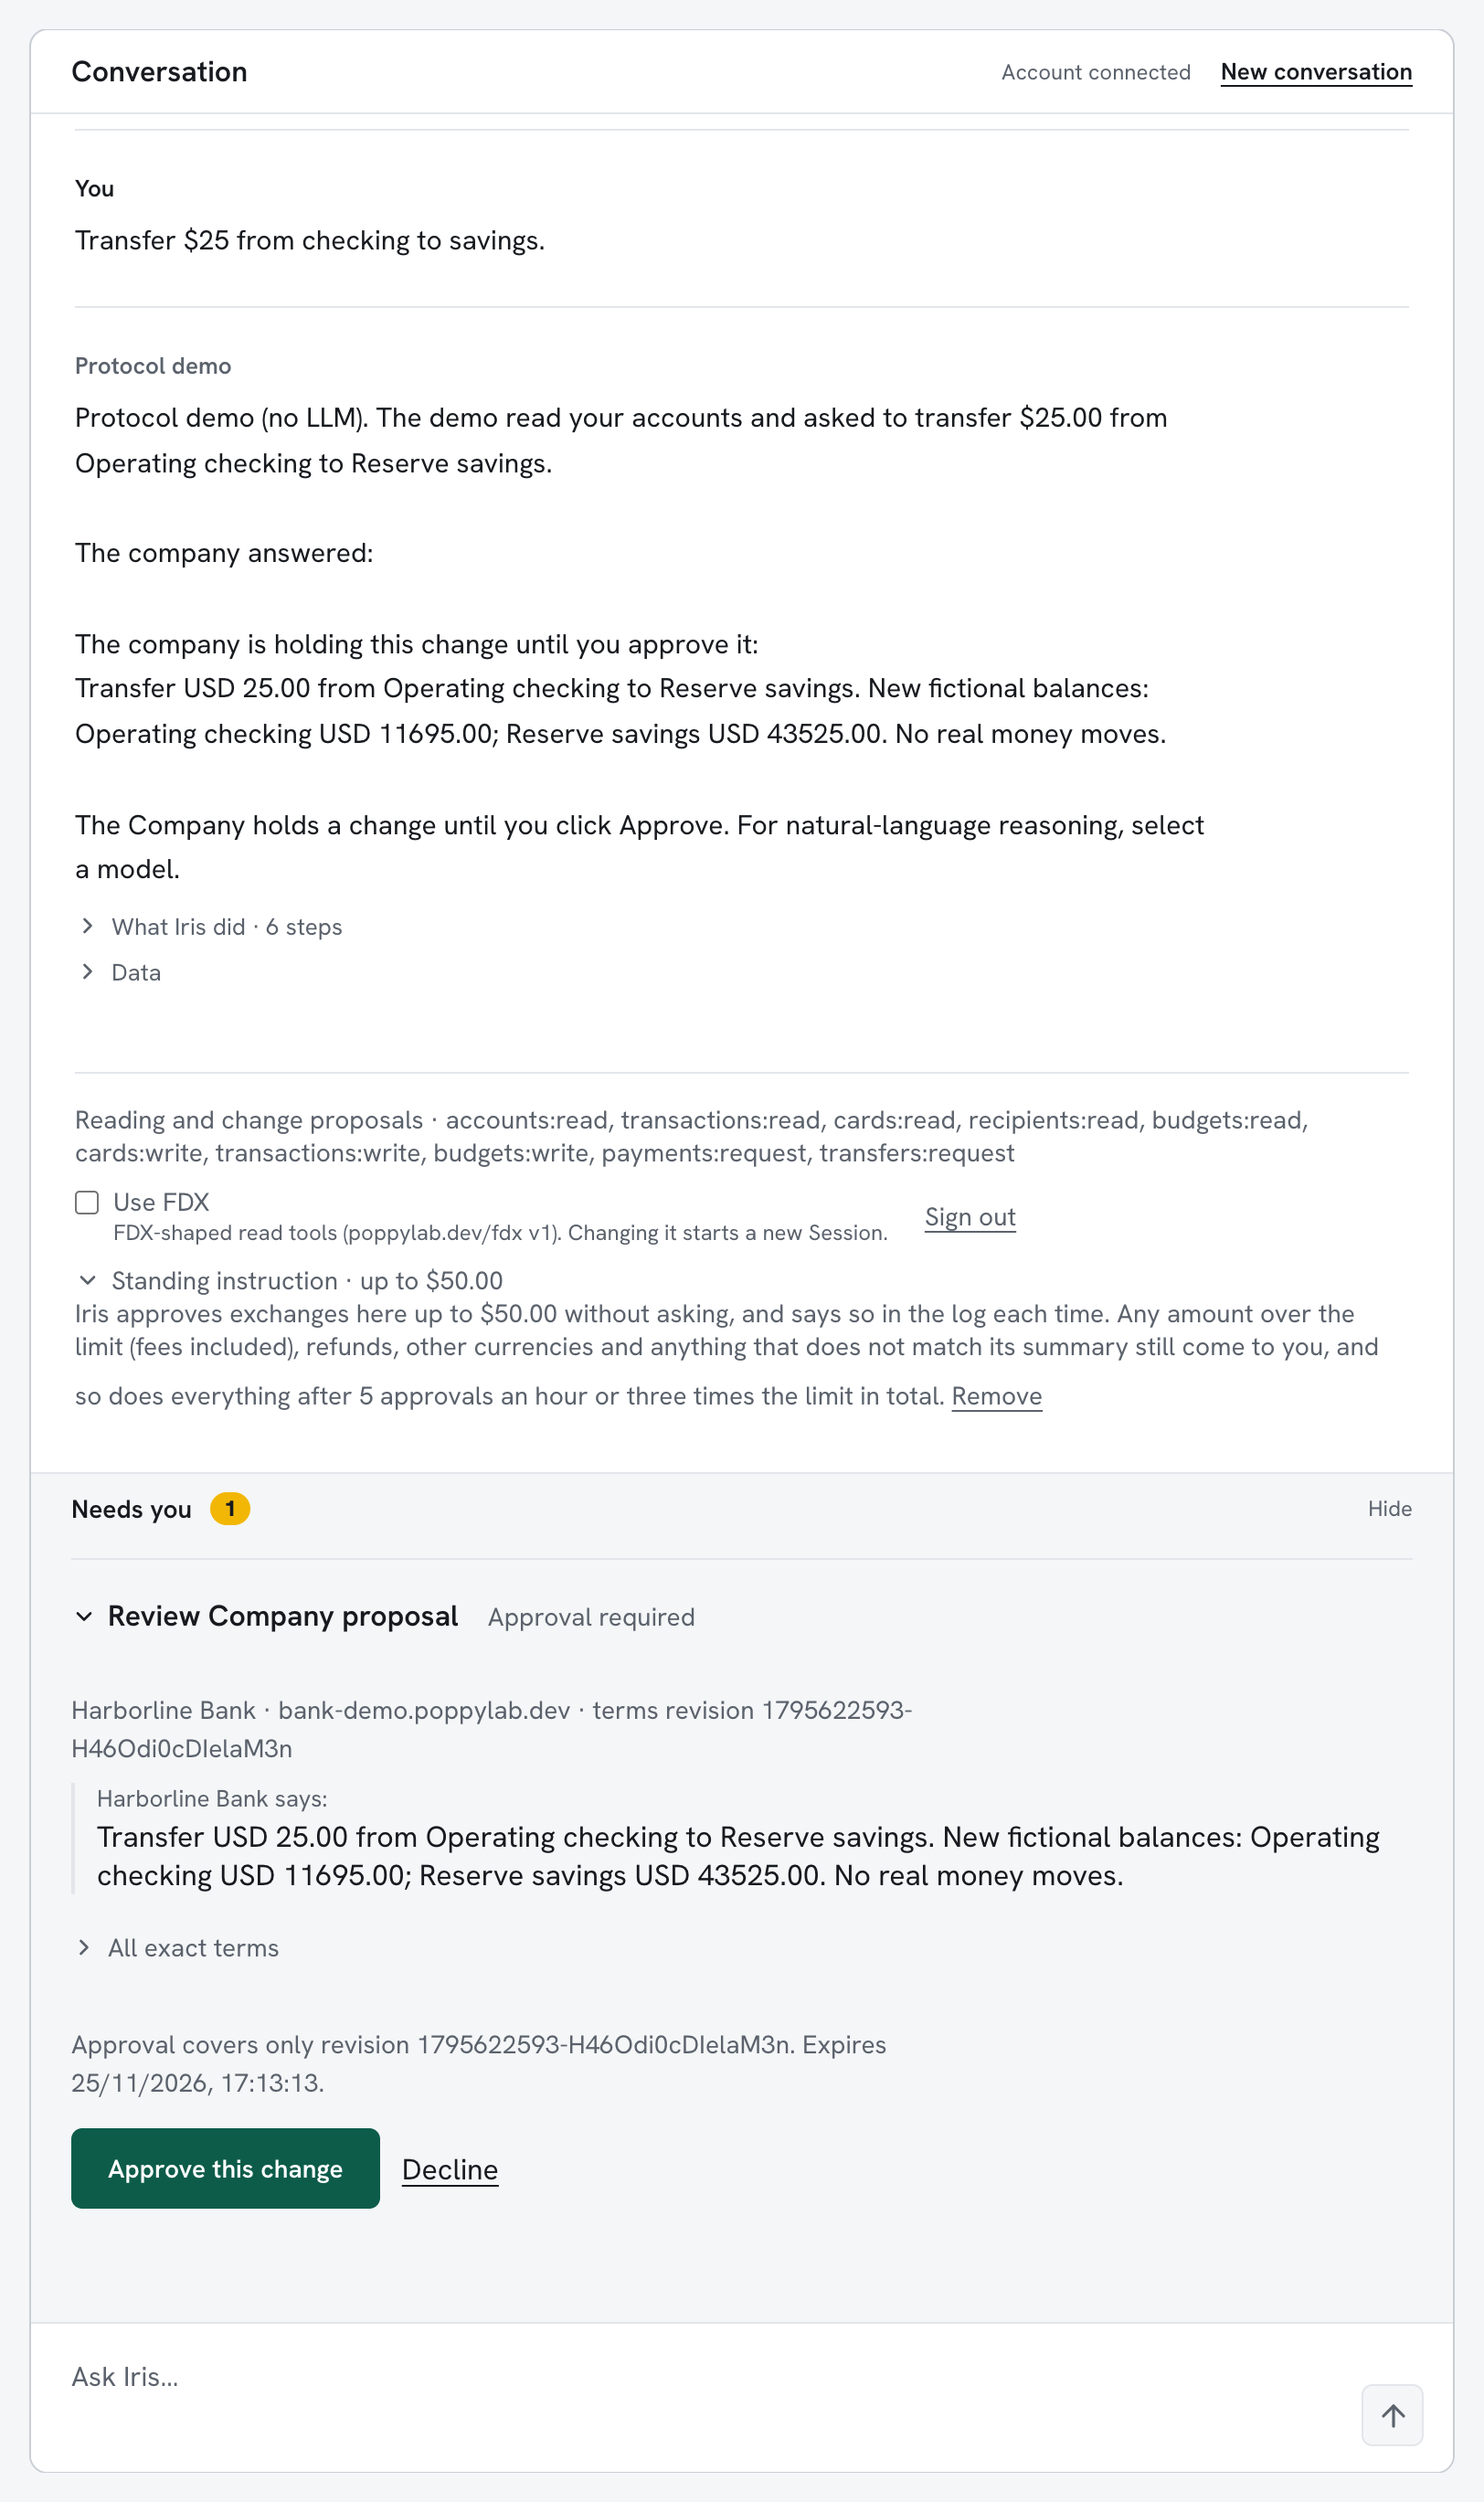 Conversation
Account connected
New conversation
You
Transfer $25 from checking to savings.
Protocol demo
Protocol demo (no LLM). The demo read your accounts and asked to transfer $25.00 from
Operating checking to Reserve savings.
The company answered:
The company is holding this change until you approve it:
Transfer USD 25.00 from Operating checking to Reserve savings. New fictional balances:
Operating checking USD 11695.00; Reserve savings USD 43525.00. No real money moves.
The Company holds a change until you click Approve. For natural-language reasoning, select
a model.
What Iris did · 6 steps
Data
Reading and change proposals · accounts:read, transactions:read, cards:read, recipients:read, budgets:read,
cards:write, transactions:write, budgets:write, payments:request, transfers:request
Use FDX
FDX-shaped read tools (poppylab.dev/fdx v1). Changing it starts a new Session.
Sign out
Standing instruction · up to $50.00
Iris approves exchanges here up to $50.00 without asking, and says so in the log each time. Any amount over the
limit (fees included), refunds, other currencies and anything that does not match its summary still come to you, and
so does everything after 5 approvals an hour or three times the limit in total. Remove
Needs you 1
Hide
Review Company proposal Approval required
Harborline Bank · bank-demo.poppylab.dev · terms revision 1795622593-
H46Odi0cDIelaM3n
Harborline Bank says:
Transfer USD 25.00 from Operating checking to Reserve savings. New fictional balances: Operating
checking USD 11695.00; Reserve savings USD 43525.00. No real money moves.
All exact terms
Approval covers only revision 1795622593-H46Odi0cDIelaM3n. Expires
25/11/2026, 17:13:13.
Approve this change
Decline
Ask Iris...